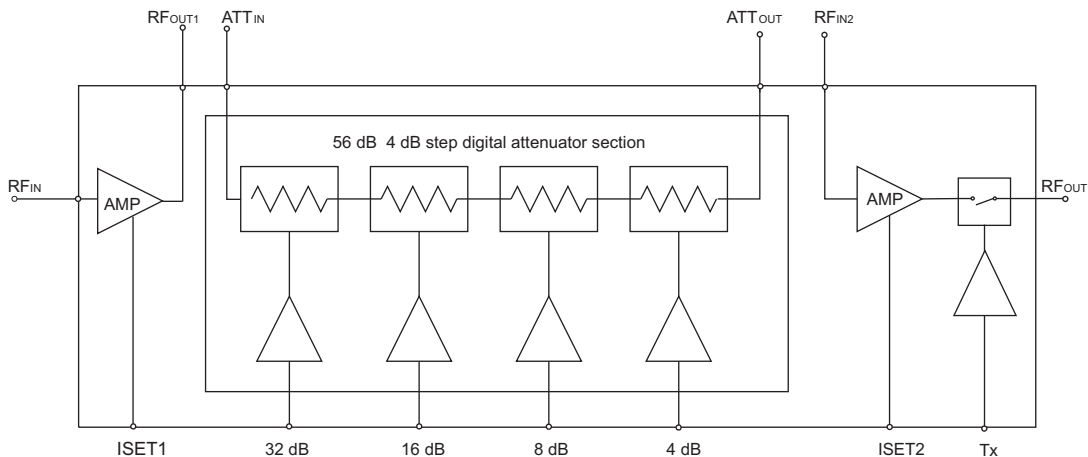 RFOUT1 ATTIN ATTOUT RFIN2
56 dB 4 dB step digital attenuator section
RFIN AMP AMP RFOUT
ISET1 32 dB 16 dB 8 dB 4 dB ISET2 Tx